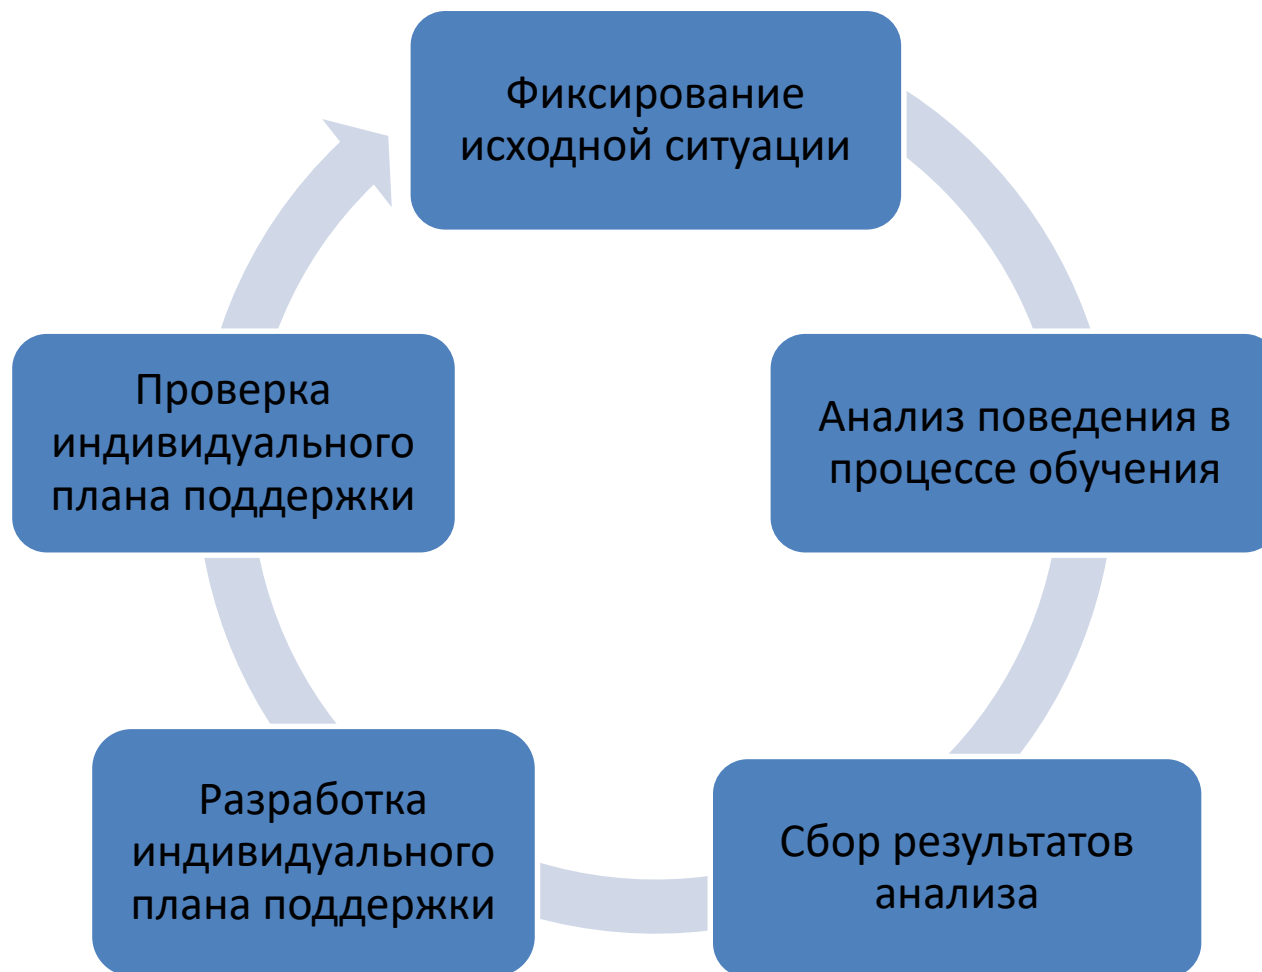 Фиксирование
исходной ситуации
Анализ поведения в
процессе обучения
Сбор результатов
анализа
Разработка
индивидуального
плана поддержки
Проверка
индивидуального
плана поддержки